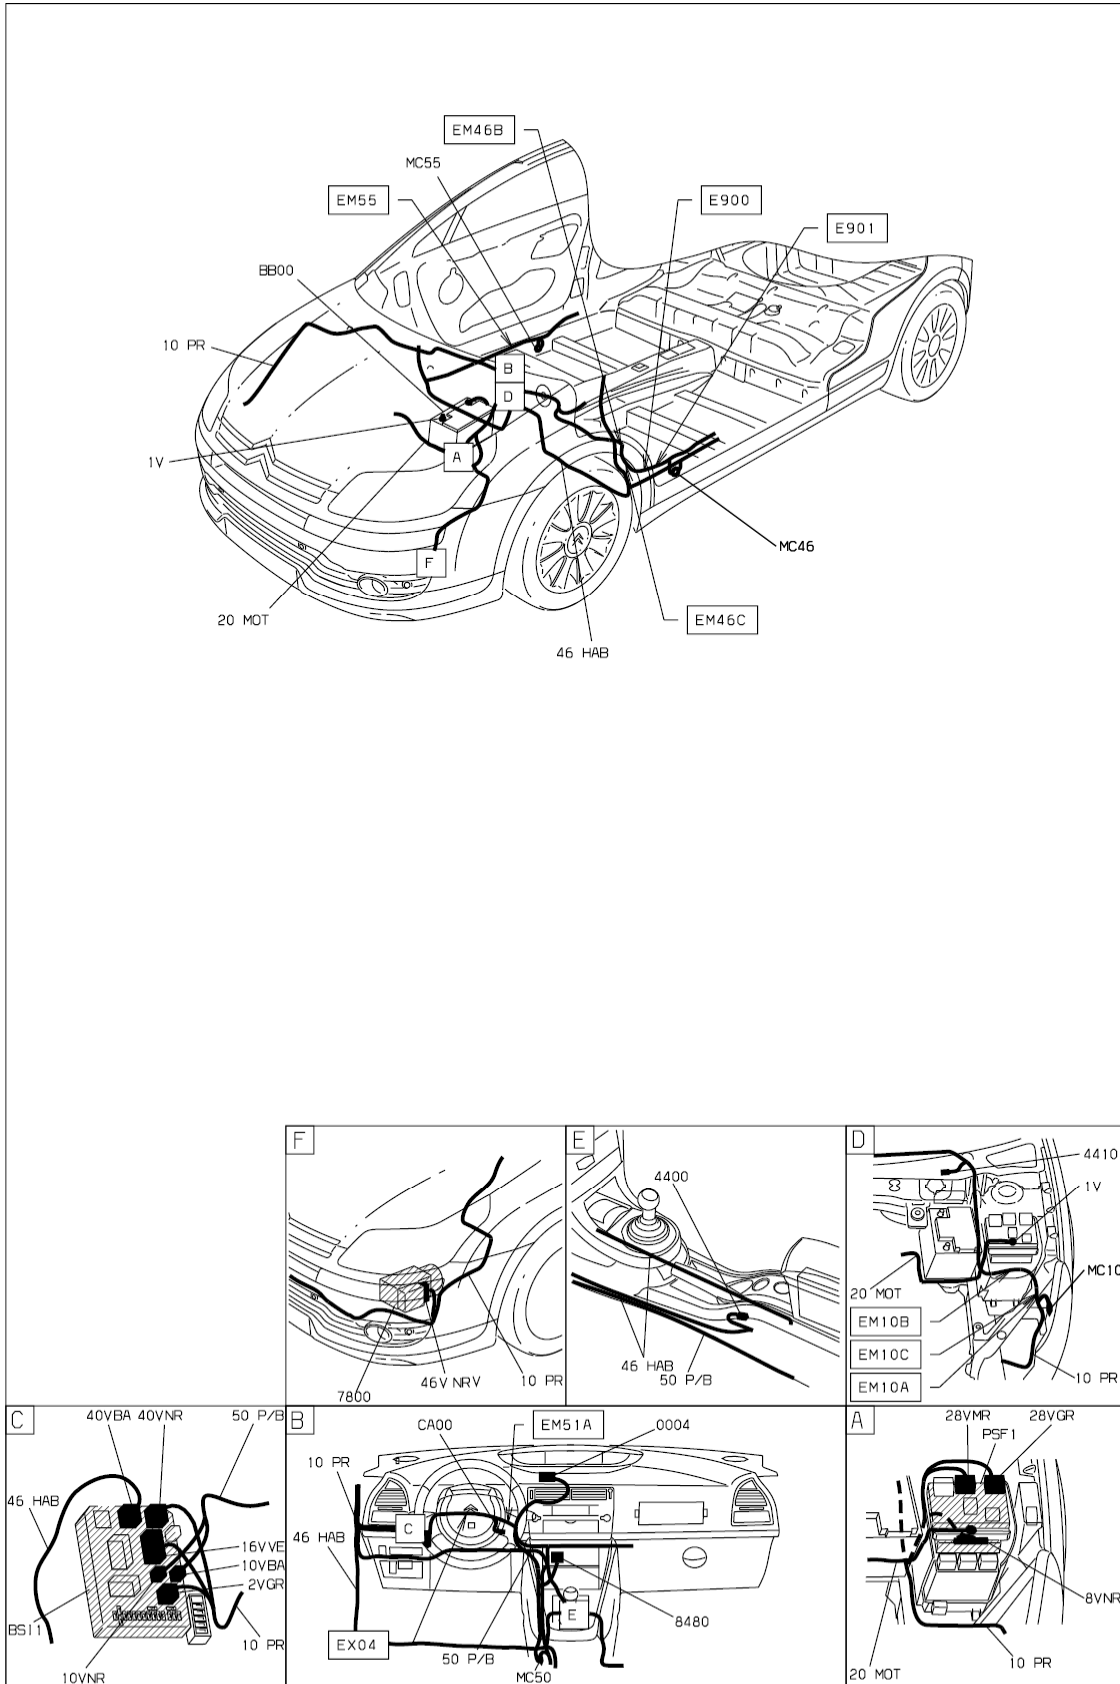 EM46B
MC55
EM55
E900
E901
BB00
10 PR
B
D
A
1V
F
MC46
20 MOT
EM46C
46 HAB
F
E
D
4400
4410
1V
20 MOT
MC10
EM10B
EM10C
EM10A
46 HAB
50 P/B
46V NRV
10 PR
7800
10 PR
C
40VBA 40VNR
50 P/B
B
CA00
EM51A
0004
A
28VMR
28VGR
PSF1
10 PR
46 HAB
46 HAB
C
16VVE
10VBA
2VGR
BSI1
10 PR
10VNR
E
8480
EX04
50 P/B
MC50
8VNR
20 MOT
10 PR